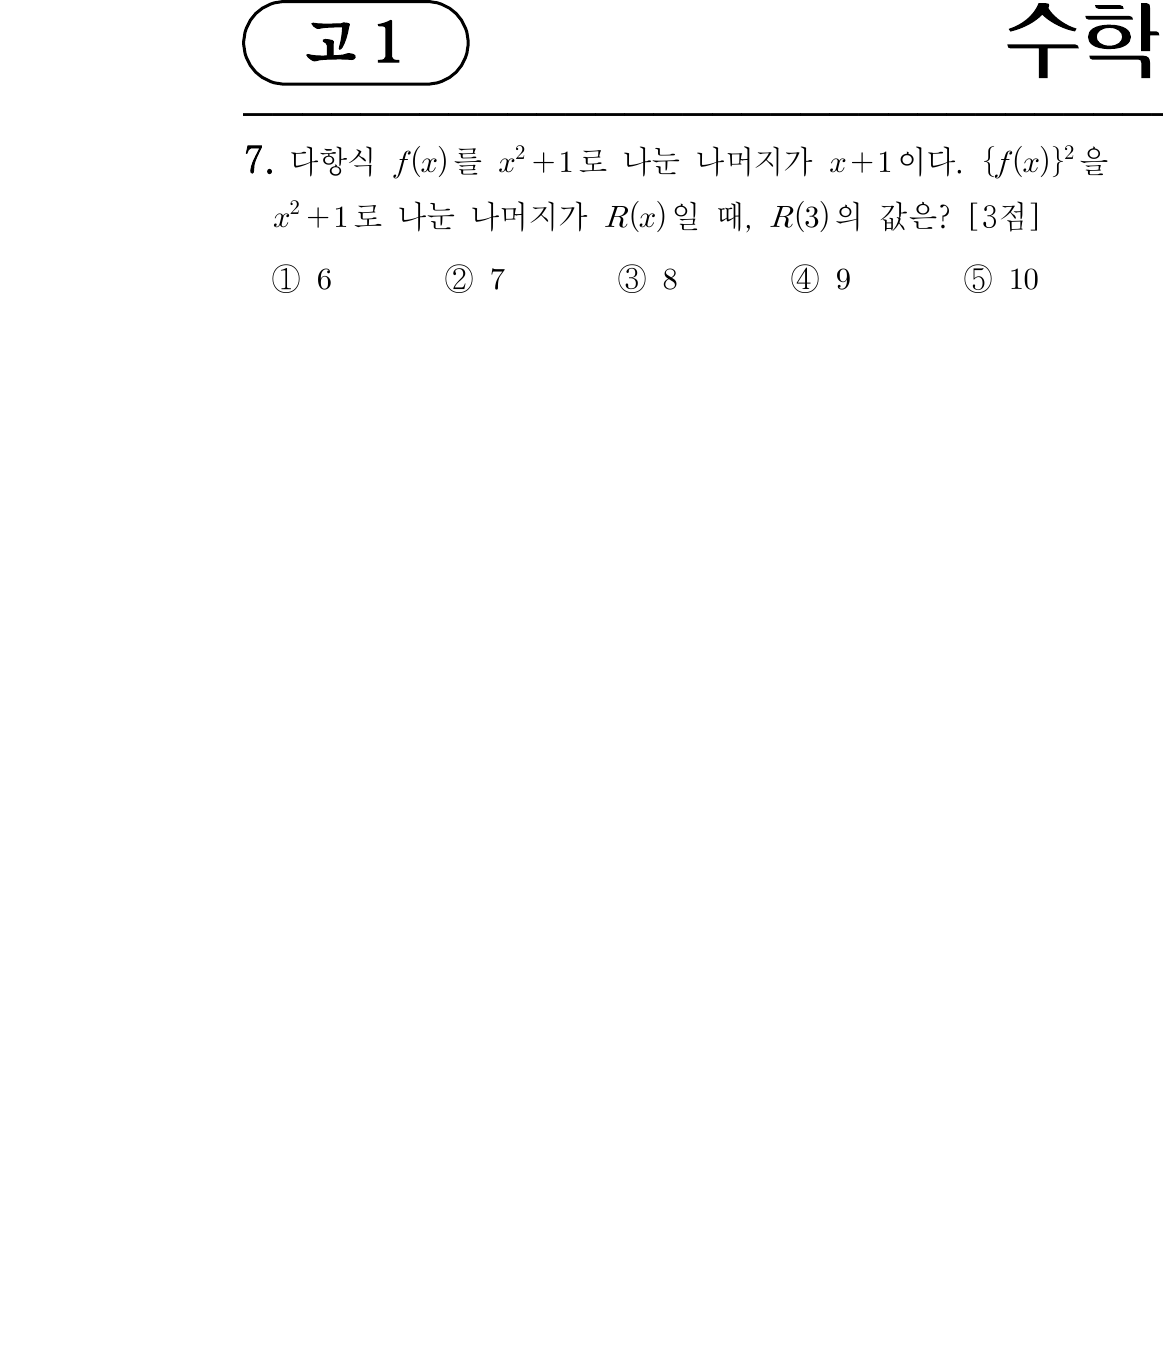 고 1
수학
7. 다항식 f(x)를 x²+1로 나눈 나머지가 x+1이다. {f(x)}²을
x²+1로 나눈 나머지가 R(x)일 때, R(3)의 값은? [3점]
① 6 ② 7 ③ 8 ④ 9 ⑤ 10